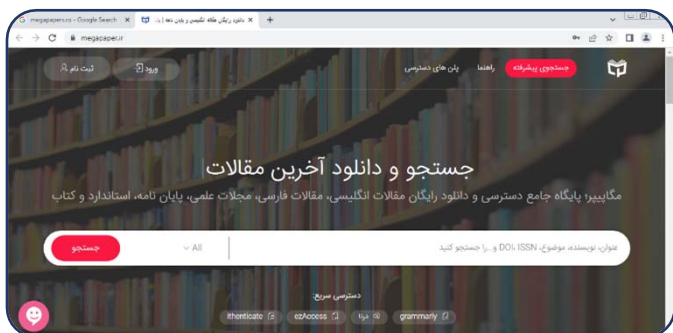 megapapers.rs - Google Search
دانلود رایگان مقاله انگلیسی و پایان نامه
megapaper.ir
جستجوی پیشرفته
راهنما
پلن های دسترسی
ورود
ثبت نام
جستجو و دانلود آخرین مقالات
مگاپیپر؛ پایگاه جامع دسترسی و دانلود رایگان مقالات انگلیسی، مقالات فارسی، مجلات علمی، پایان نامه، استاندارد و کتاب
عنوان، نویسنده، موضوع، DOI، ISSN و...را جستجو کنید
All
جستجو
دسترسی سریع:
grammarly
ezAccess
ithenticate